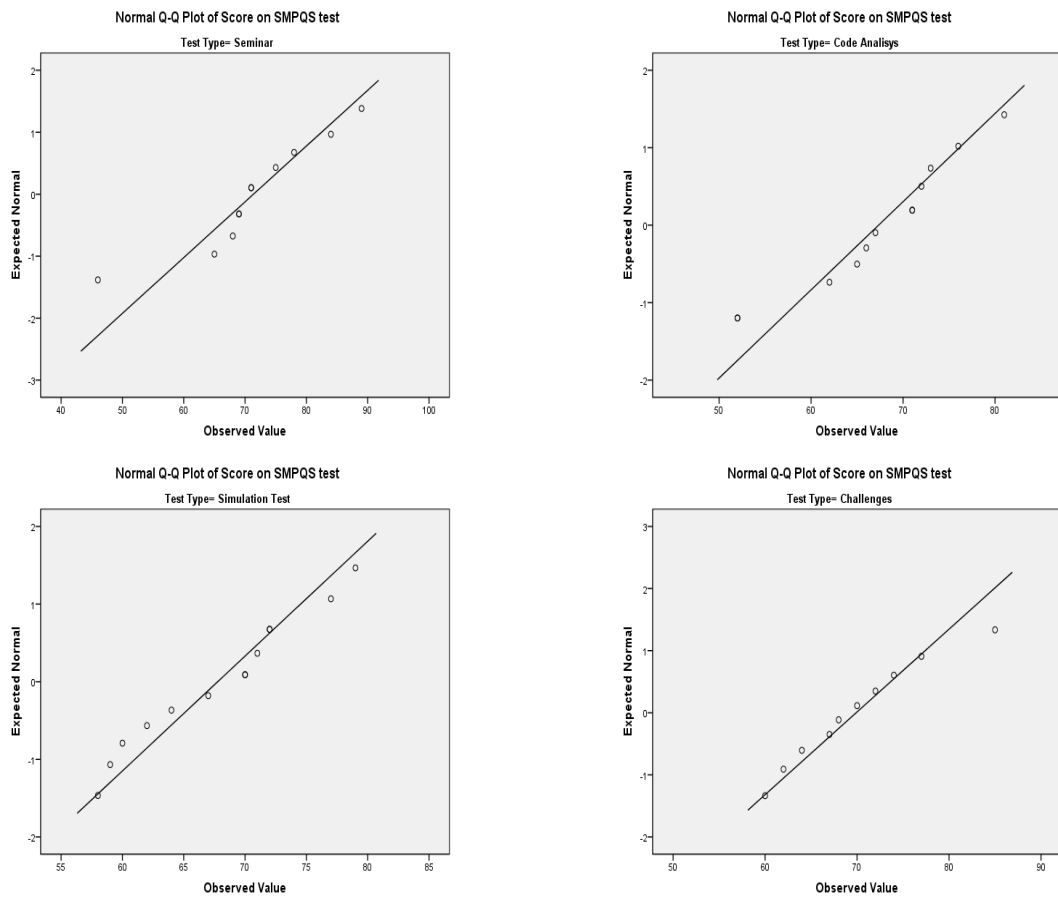 Normal Q-Q Plot of Score on SMPQS test
Test Type= Seminar
Expected Normal
2
1
0
-1
-2
-3
40 50 60 70 80 90 100
Observed Value
Normal Q-Q Plot of Score on SMPQS test
Test Type= Code Analisys
Expected Normal
2
1
0
-1
-2
50 60 70 80
Observed Value
Normal Q-Q Plot of Score on SMPQS test
Test Type= Simulation Test
Expected Normal
2
1
0
-1
-2
55 60 65 70 75 80 85
Observed Value
Normal Q-Q Plot of Score on SMPQS test
Test Type= Challenges
Expected Normal
3
2
1
0
-1
-2
50 60 70 80 90
Observed Value